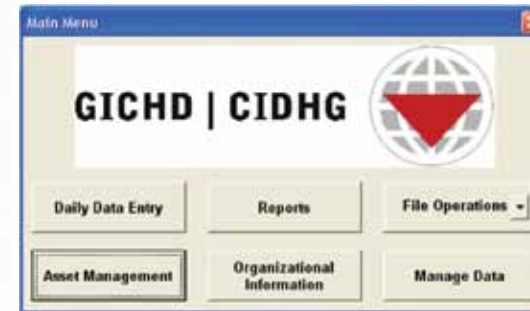 Main Menu
GICHD | CIDHG
Daily Data Entry
Reports
File Operations
Asset Management
Organizational
Information
Manage Data